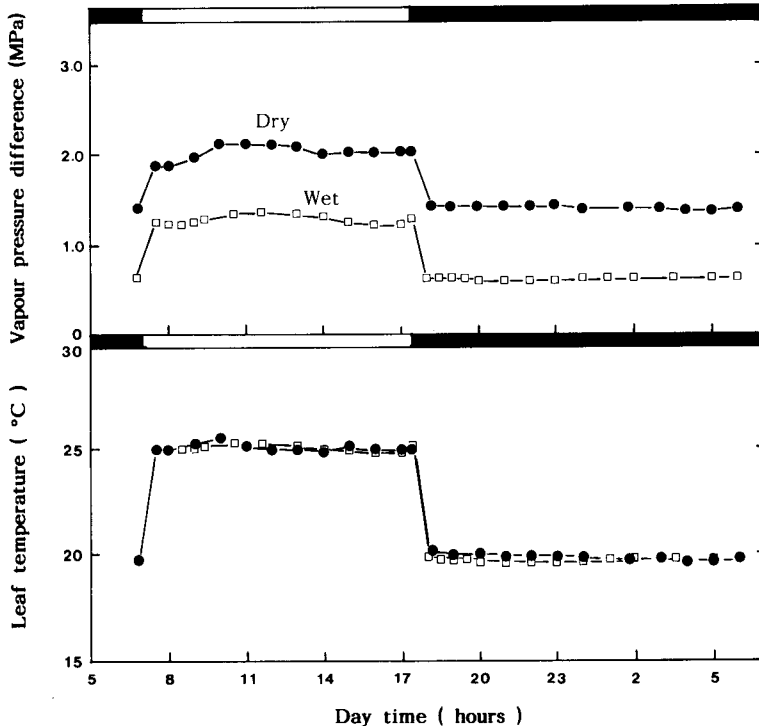 Vapour pressure difference (MPa)
3.0
2.0
1.0
0
Dry
Wet
Leaf temperature ( °C )
30
25
20
15
5 8 11 14 17 20 23 2 5
Day time ( hours )